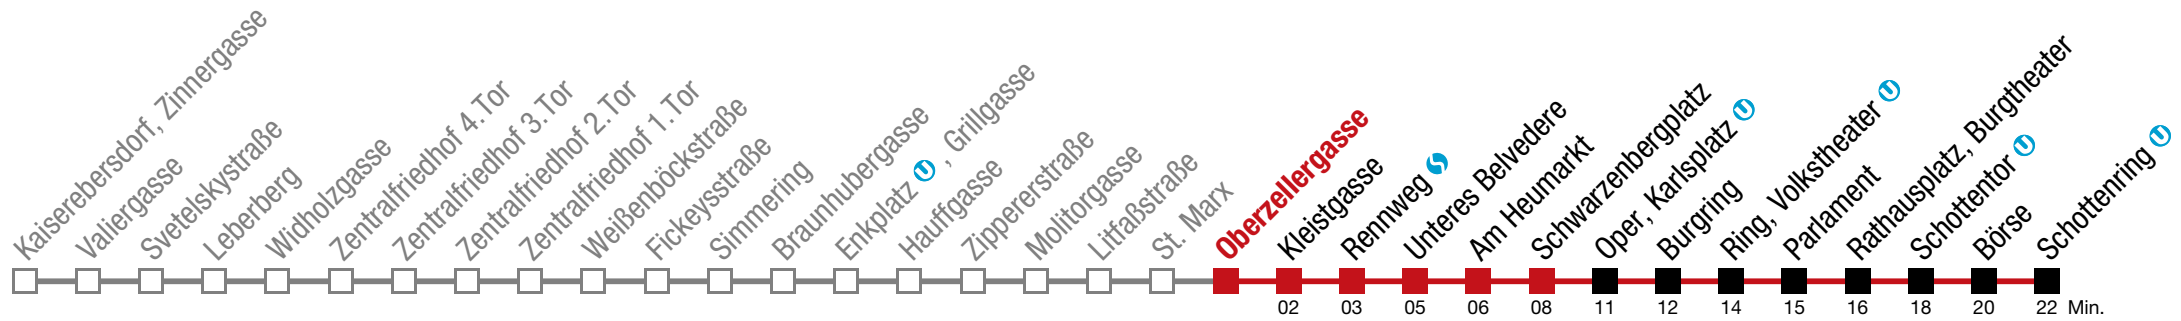 Kaiserebersdorf, Zinnergasse
Valiergasse
Svetelskystraße
Leberberg
Widholzgasse
Zentralfriedhof 4.Tor
Zentralfriedhof 3.Tor
Zentralfriedhof 2.Tor
Zentralfriedhof 1.Tor
Weißenböckstraße
Fickeysstraße
Simmering
Braunhubergasse
Enkplatz U , Grillgasse
Hauffgasse
Zippererstraße
Molitorgasse
Litfaßstraße
St. Marx
Oberzellergasse
Kleistgasse
Rennweg S
Unteres Belvedere
Am Heumarkt
Schwarzenbergplatz
Oper, Karlsplatz U
Burgring
Ring, Volkstheater U
Parlament
Rathausplatz, Burgtheater
Schottentor U
Börse
Schottenring U
02 03 05 06 08 11 12 14 15 16 18 20 22 Min.